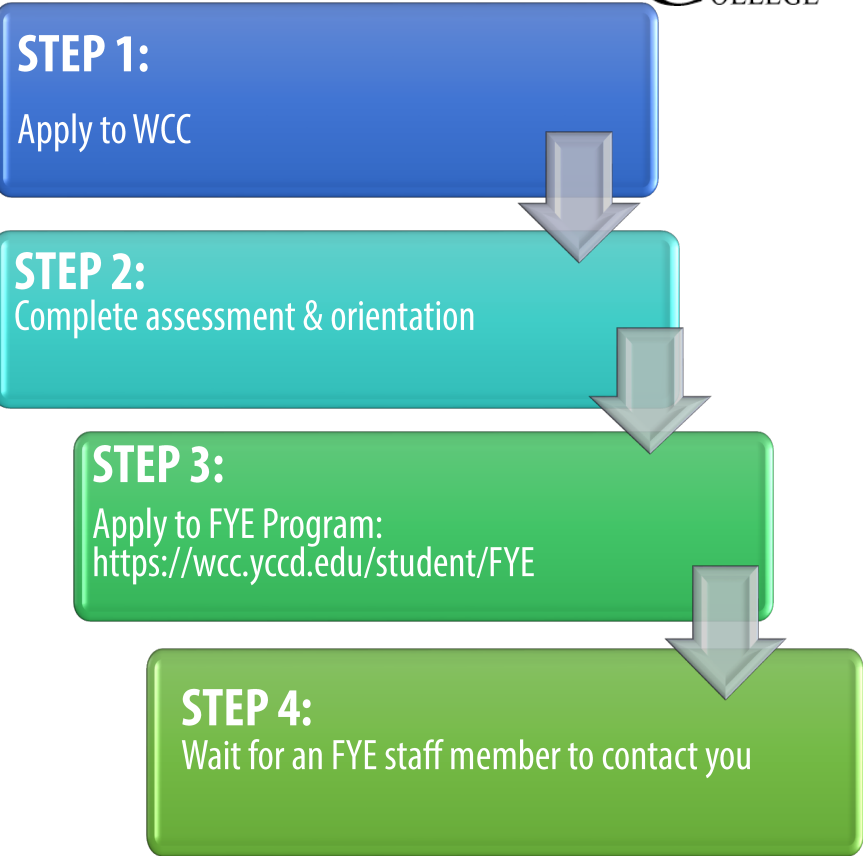 COLLEGE
STEP 1:
Apply to WCC
STEP 2:
Complete assessment & orientation
STEP 3:
Apply to FYE Program:
https://wcc.yccd.edu/student/FYE
STEP 4:
Wait for an FYE staff member to contact you